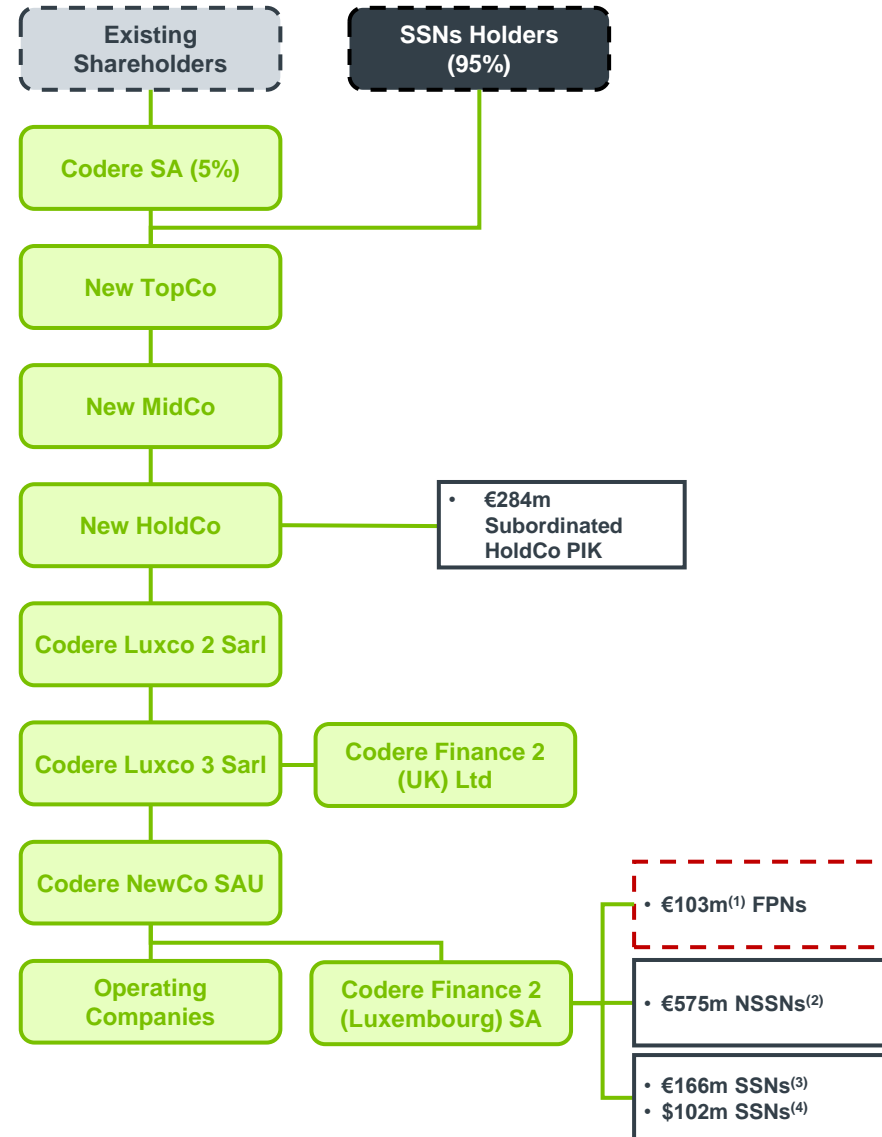 Existing
Shareholders
SSNs Holders
(95%)
Codere SA (5%)
New TopCo
New MidCo
New HoldCo
• €284m
Subordinated
HoldCo PIK
Codere Luxco 2 Sarl
Codere Luxco 3 Sarl
Codere Finance 2
(UK) Ltd
Codere NewCo SAU
• €103m(1) FPNs
Operating
Companies
Codere Finance 2
(Luxembourg) SA
• €575m NSSNs(2)
• €166m SSNs(3)
• $102m SSNs(4)